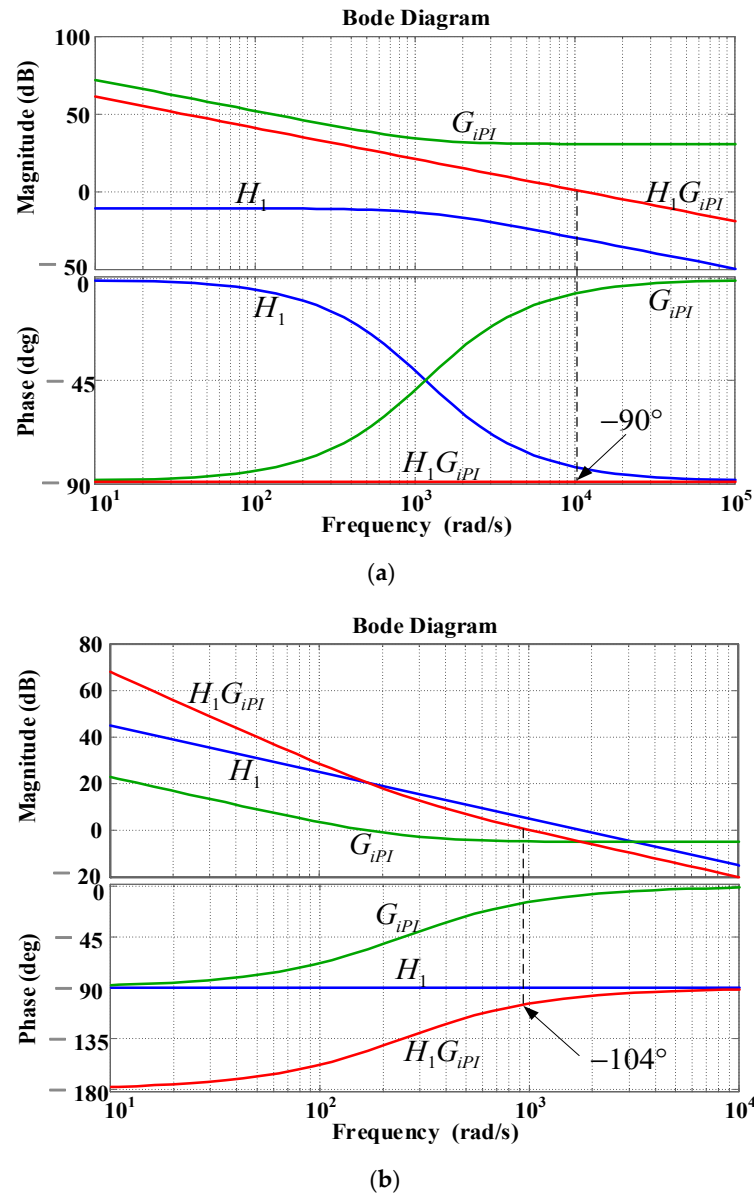 Bode Diagram
100
50
0
− 50
Magnitude (dB)
G_iPI
H_1
H_1G_iPI
0
− 45
− 90
Phase (deg)
H_1
G_iPI
−90°
H_1G_iPI
10^1 10^2 10^3 10^4 10^5
Frequency (rad/s)
(a)
Bode Diagram
80
60
40
20
0
− 20
Magnitude (dB)
H_1G_iPI
H_1
G_iPI
0
− 45
− 90
− 135
− 180
Phase (deg)
G_iPI
H_1
H_1G_iPI
−104°
10^1 10^2 10^3 10^4
Frequency (rad/s)
(b)